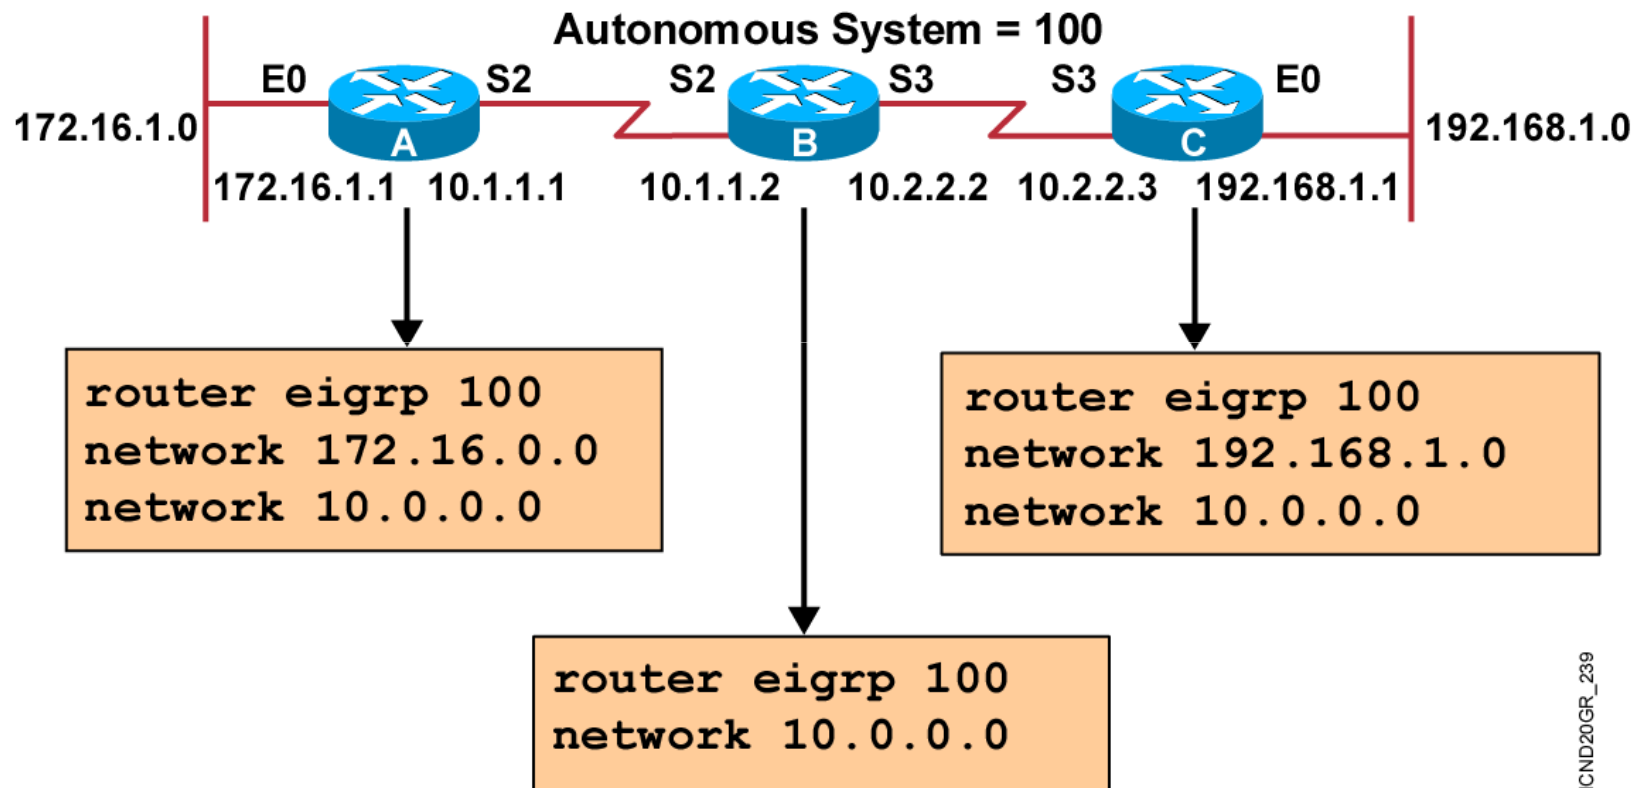 Autonomous System = 100
E0 S2 S2 S3 S3 E0
172.16.1.0 A B C 192.168.1.0
172.16.1.1 10.1.1.1 10.1.1.2 10.2.2.2 10.2.2.3 192.168.1.1
router eigrp 100
network 172.16.0.0
network 10.0.0.0
router eigrp 100
network 192.168.1.0
network 10.0.0.0
router eigrp 100
network 10.0.0.0
ICND20GR_239